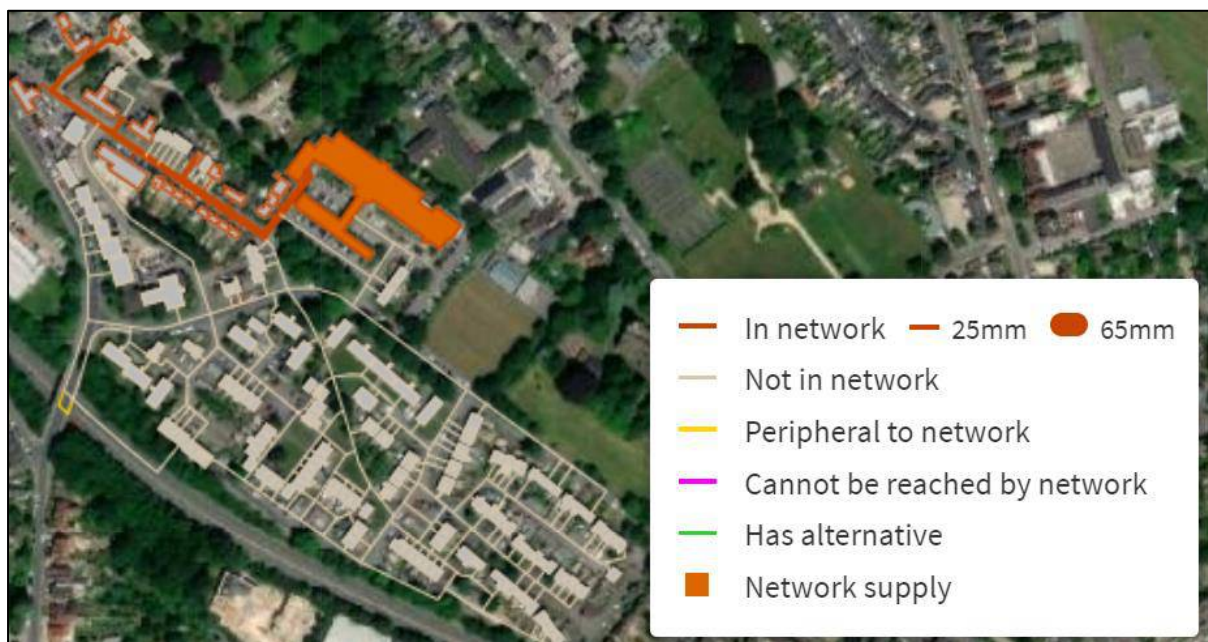 In network 25mm 65mm
Not in network
Peripheral to network
Cannot be reached by network
Has alternative
Network supply